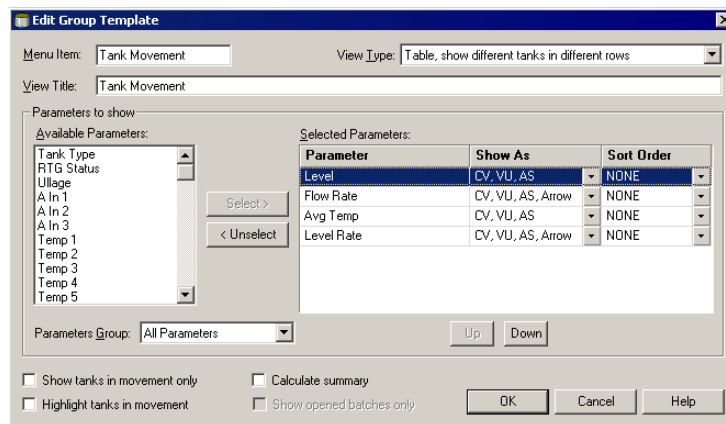 Edit Group Template
Menu Item: Tank Movement View Type: Table, show different tanks in different rows
View Title: Tank Movement
Parameters to show
Available Parameters:
Tank Type
RTG Status
Ullage
A In 1
A In 2
A In 3
Temp 1
Temp 2
Temp 3
Temp 4
Temp 5
Select >
< Unselect
Selected Parameters:
Parameter Show As Sort Order
Level CV, VU, AS NONE
Flow Rate CV, VU, AS, Arrow NONE
Avg Temp CV, VU, AS NONE
Level Rate CV, VU, AS, Arrow NONE
Parameters Group: All Parameters
Up Down
Show tanks in movement only Calculate summary
Highlight tanks in movement Show opened batches only
OK Cancel Help